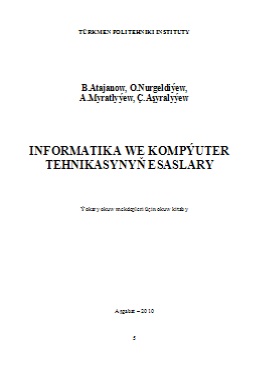 TÜRKMEN POLITEHNIKI INSTITUTY
B.Atajanow, O.Nurgeldiýew,
A.Myratlyýew, Ç.Aşyralyýew
INFORMATIKA WE KOMPÝUTER
TEHNIKASYNYŇ ESASLARY
Ýokary okuw mekdepleri üçin okuw kitaby
Aşgabat – 2010
5